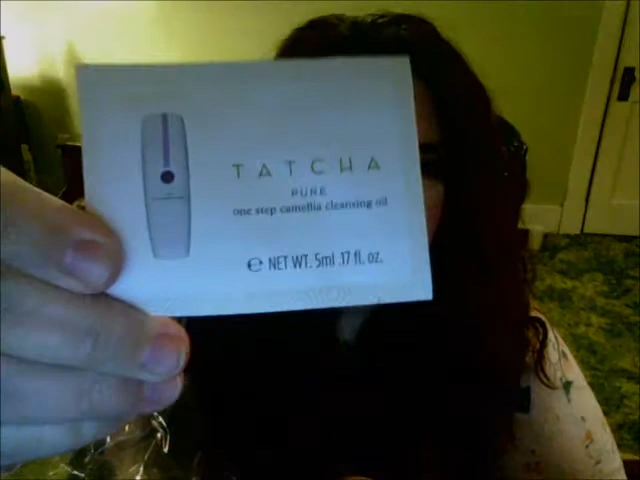 TATCHA
PURE
one step camellia cleansing oil
℮ NET WT. 5ml .17 fl. oz.